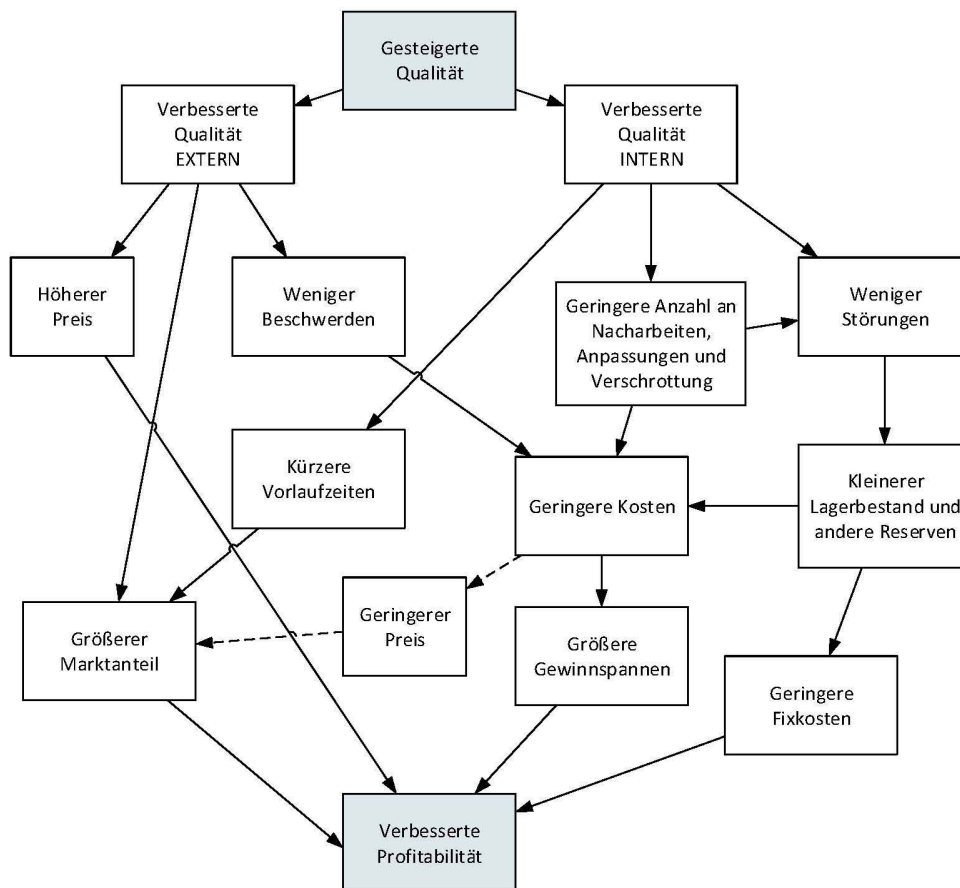 Gesteigerte
Qualität
Verbesserte
Qualität
EXTERN
Verbesserte
Qualität
INTERN
Höherer
Preis
Weniger
Beschwerden
Geringere Anzahl an
Nacharbeiten,
Anpassungen und
Verschrottung
Weniger
Störungen
Kürzere
Vorlaufzeiten
Geringere Kosten
Kleinerer
Lagerbestand und
andere Reserven
Größerer
Marktanteil
Geringerer
Preis
Größere
Gewinnspannen
Geringere
Fixkosten
Verbesserte
Profitabilität